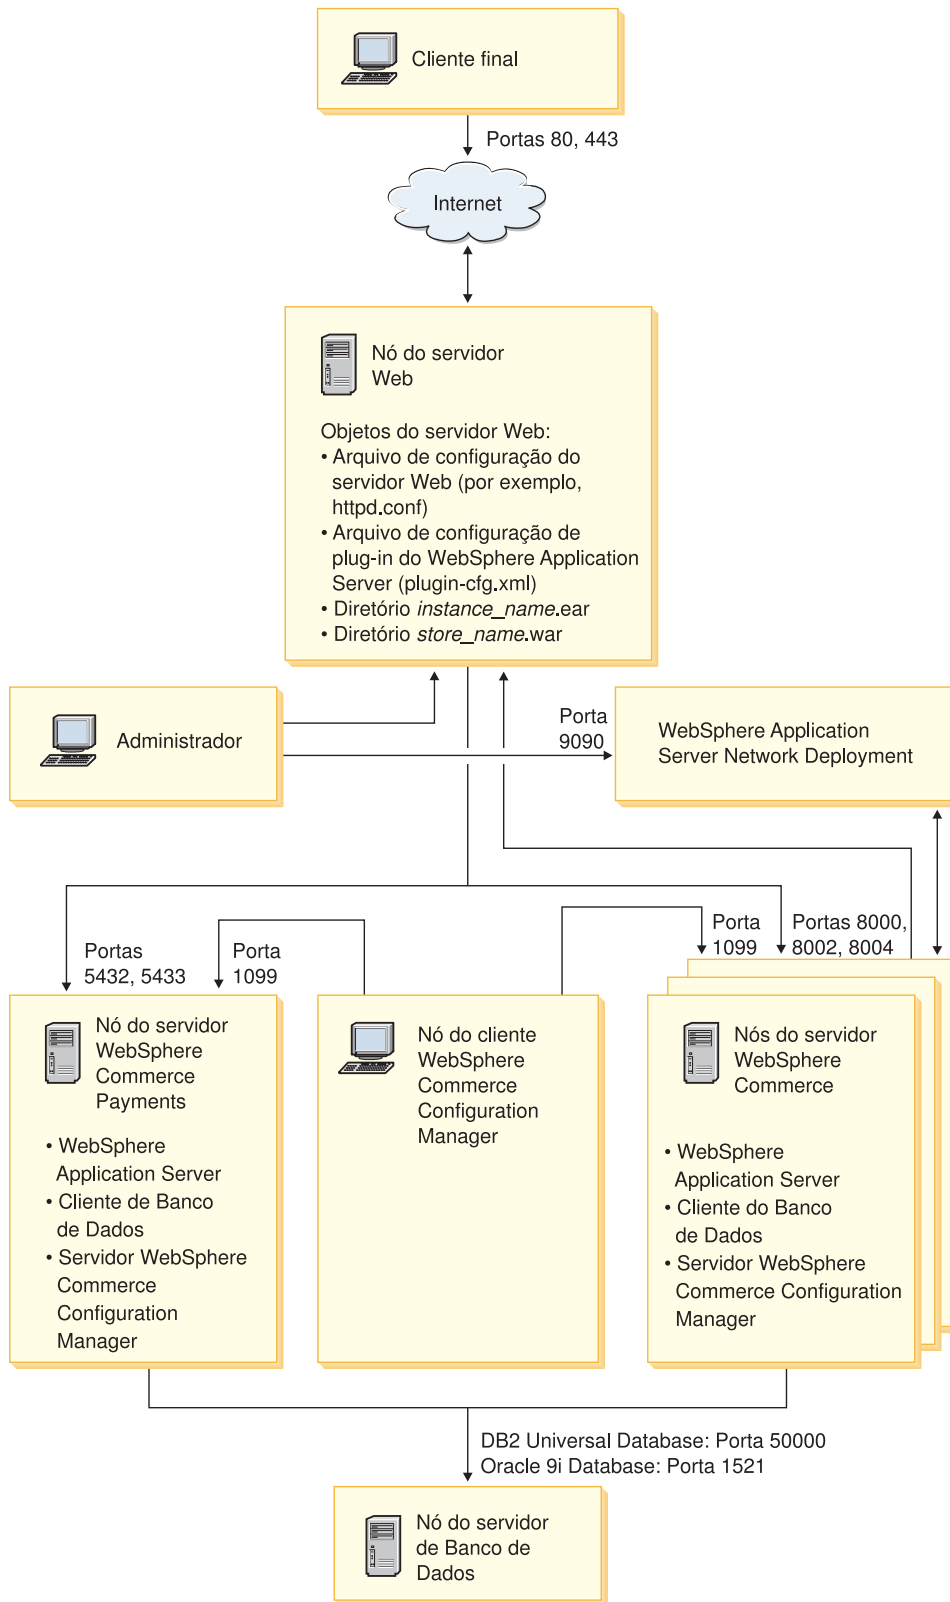 Cliente final
Portas 80, 443
Internet
Nó do servidor
Web
Objetos do servidor Web:
• Arquivo de configuração do
servidor Web (por exemplo,
httpd.conf)
• Arquivo de configuração de
plug-in do WebSphere Application
Server (plugin-cfg.xml)
• Diretório instance_name.ear
• Diretório store_name.war
Administrador
Porta
9090
WebSphere Application
Server Network Deployment
Portas
5432, 5433
Porta
1099
Porta
1099
Portas 8000,
8002, 8004
Nó do servidor
WebSphere
Commerce
Payments
• WebSphere
Application Server
• Cliente de Banco
de Dados
• Servidor WebSphere
Commerce
Configuration
Manager
Nó do cliente
WebSphere
Commerce
Configuration
Manager
Nós do servidor
WebSphere
Commerce
• WebSphere
Application Server
• Cliente do Banco
de Dados
• Servidor WebSphere
Commerce Configuration
Manager
DB2 Universal Database: Porta 50000
Oracle 9i Database: Porta 1521
Nó do servidor
de Banco de
Dados